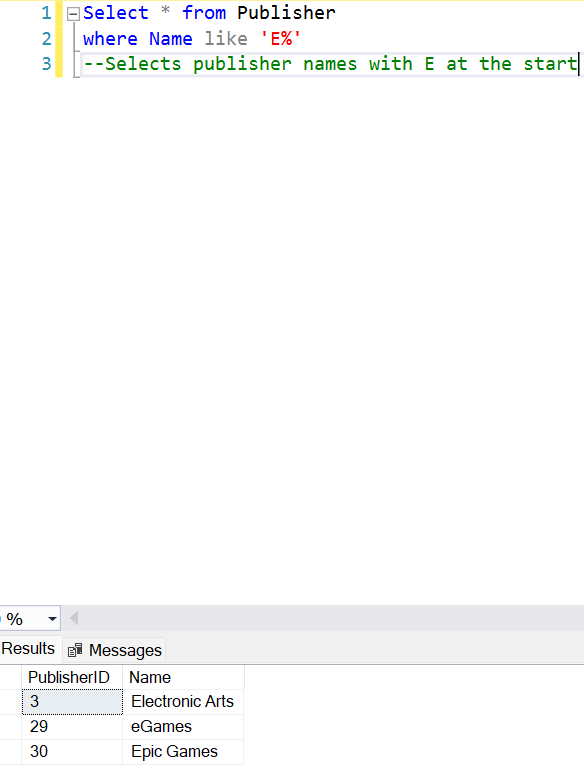 1 Select * from Publisher
2 where Name like 'E%'
3 --Selects publisher names with E at the start
%
Results Messages
PublisherID Name
3 Electronic Arts
29 eGames
30 Epic Games